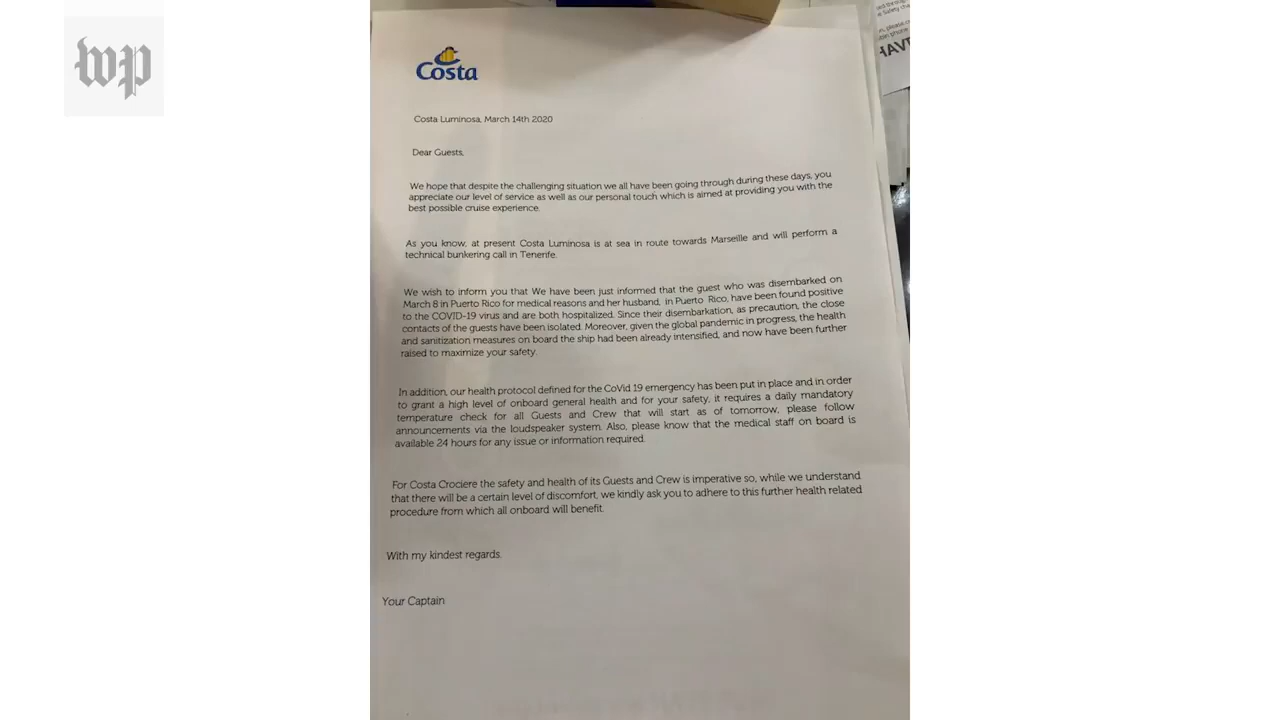 wp
Costa
Costa Luminosa, March 14th 2020
Dear Guests,
We hope that despite the challenging situation we all have been going through during these days, you
appreciate our level of service as well as our personal touch which is aimed at providing you with the
best possible cruise experience.
As you know, at present Costa Luminosa is at sea in route towards Marseille and will perform a
technical bunkering call in Tenerife.
We wish to inform you that We have been just informed that the guest who was disembarked on
March 8 in Puerto Rico for medical reasons and her husband, in Puerto Rico, have been found positive
to the COVID-19 virus and are both hospitalized. Since their disembarkation, as precaution, the close
contacts of the guests have been isolated. Moreover, given the global pandemic in progress, the health
and sanitization measures on board the ship had been already intensified, and now have been further
raised to maximize your safety.
In addition, our health protocol defined for the CoVid 19 emergency has been put in place and in order
to grant a high level of onboard general health and for your safety, it requires a daily mandatory
temperature check for all Guests and Crew that will start as of tomorrow, please follow
announcements via the loudspeaker system. Also, please know that the medical staff on board is
available 24 hours for any issue or information required.
For Costa Crociere the safety and health of its Guests and Crew is imperative so, while we understand
that there will be a certain level of discomfort, we kindly ask you to adhere to this further health related
procedure from which all onboard will benefit.
With my kindest regards.
Your Captain